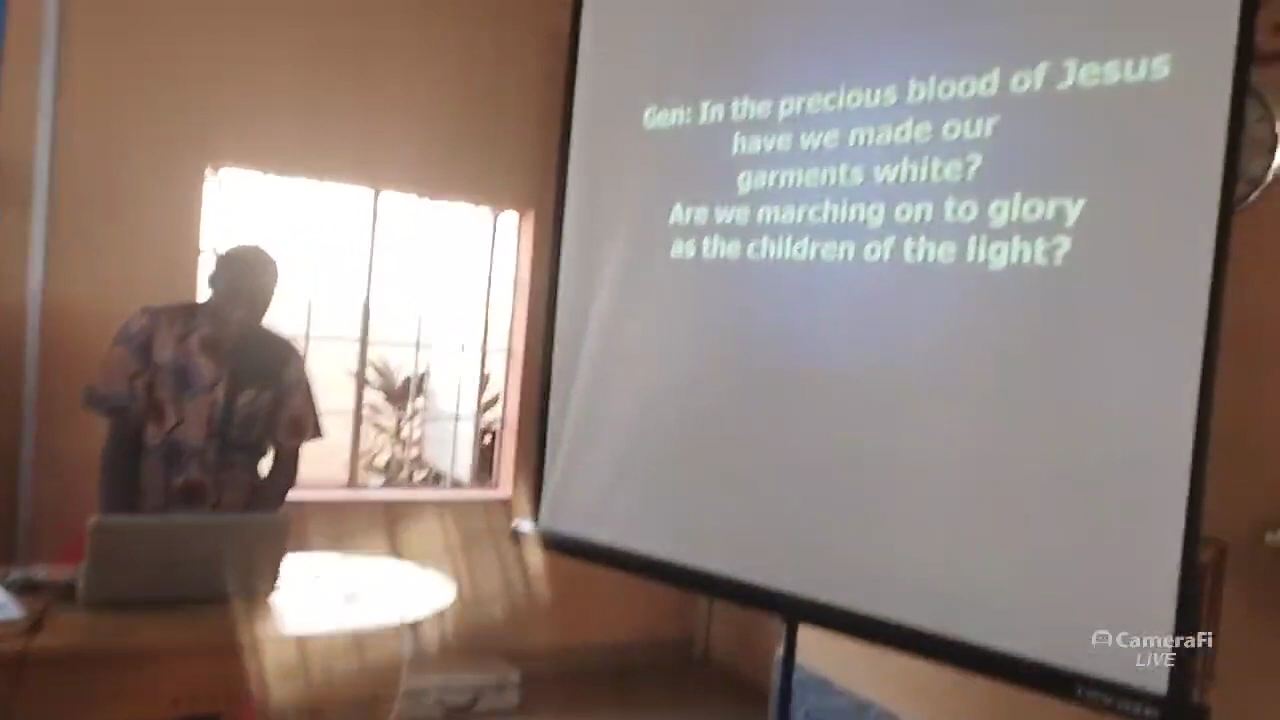 Gen: In the precious blood of Jesus
have we made our
garments white?
Are we marching on to glory
as the children of the light?
CameraFi
LiVE